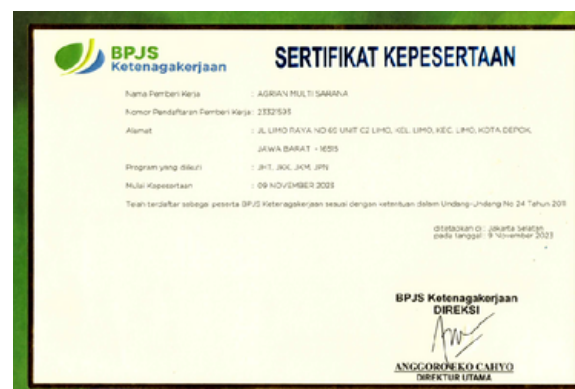 BPJS
Ketenagakerjaan
SERTIFIKAT KEPESERTAAN
Nama Pemberi Kerja : AGRIAN MULTI SARANA
Nomor Pendaftaran Pemberi Kerja : 23321593
Alamat : JL LIMO RAYA NO 65 UNIT C2 LIMO, KEL. LIMO, KEC. LIMO, KOTA DEPOK,
JAWA BARAT - 16515
Program yang diikuti : JHT, JKK, JKM, JPN
Mulai Kepesertaan : 09 NOVEMBER 2023
Telah terdaftar sebagai peserta BPJS Ketenagakerjaan sesuai dengan ketentuan dalam Undang-Undang No 24 Tahun 2011
ditetapkan di : Jakarta Selatan
pada tanggal : 9 November 2023
BPJS Ketenagakerjaan
DIREKSI
ANGGORO EKO CAHYO
DIREKTUR UTAMA